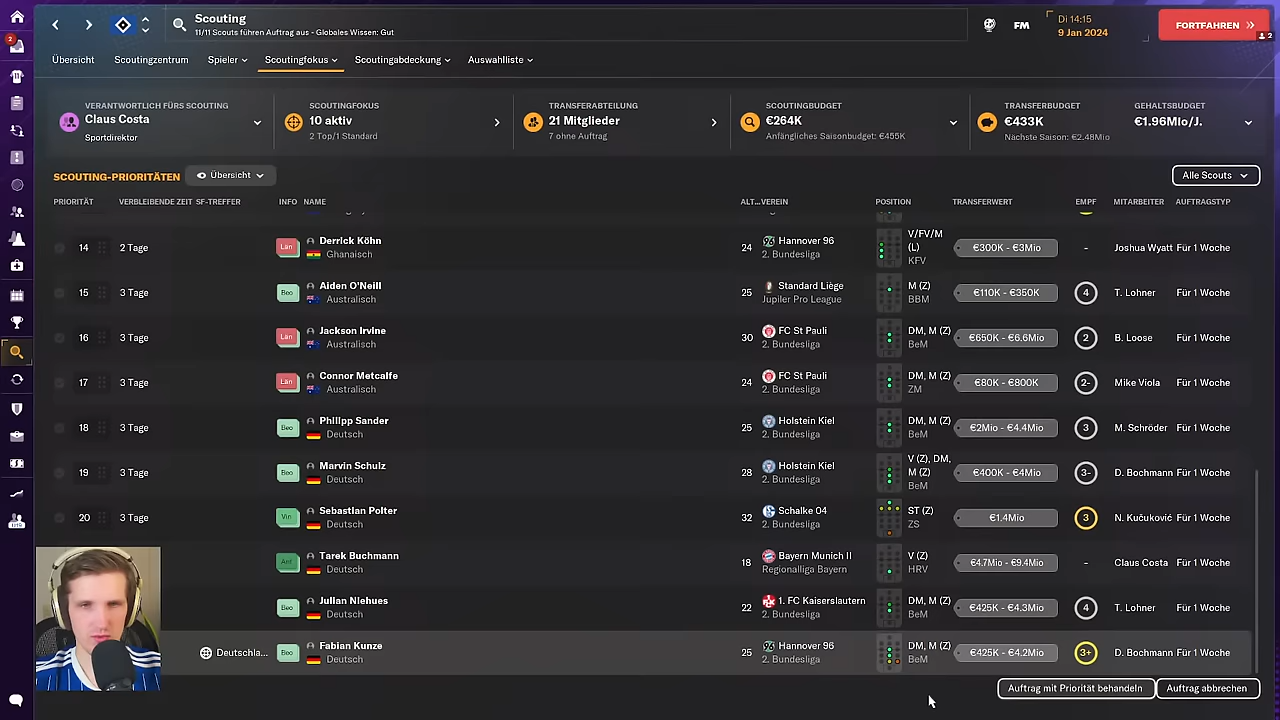 Scouting
11/11 Scouts führen Auftrag aus - Globales Wissen: Gut
FM
Di 14:15
9 Jan 2024
FORTFAHREN
2
2
Übersicht
Scoutingzentrum
Spieler
Scoutingfokus
Scoutingabdeckung
Auswahlliste
VERANTWORTLICH FÜRS SCOUTING
Claus Costa
Sportdirektor
SCOUTINGFOKUS
10 aktiv
2 Top/1 Standard
TRANSFERABTEILUNG
21 Mitglieder
7 ohne Auftrag
SCOUTINGBUDGET
€264K
Anfängliches Saisonbudget: €455K
TRANSFERBUDGET
€433K
Nächste Saison: €2.48Mio
GEHALTSBUDGET
€1.96Mio/J.
SCOUTING-PRIORITÄTEN
Übersicht
Alle Scouts
PRIORITÄT VERBLEIBENDE ZEIT SF-TREFFER INFO NAME ALT... VEREIN POSITION TRANSFERWERT EMPF MITARBEITER AUFTRAGSTYP
14 2 Tage Län Derrick Köhn Ghanaisch 24 Hannover 96 2. Bundesliga V/FV/M (L) KFV €300K - €3Mio - Joshua Wyatt Für 1 Woche
15 3 Tage Beo Aiden O'Neill Australisch 25 Standard Liège Jupiler Pro League M (Z) BBM €110K - €350K 4 T. Lohner Für 1 Woche
16 3 Tage Län Jackson Irvine Australisch 30 FC St Pauli 2. Bundesliga DM, M (Z) BeM €650K - €6.6Mio 2 B. Loose Für 1 Woche
17 3 Tage Län Connor Metcalfe Australisch 24 FC St Pauli 2. Bundesliga DM, M (Z) ZM €80K - €800K 2- Mike Viola Für 1 Woche
18 3 Tage Beo Philipp Sander Deutsch 25 Holstein Kiel 2. Bundesliga DM, M (Z) BeM €2Mio - €4.4Mio 3 M. Schröder Für 1 Woche
19 3 Tage Beo Marvin Schulz Deutsch 28 Holstein Kiel 2. Bundesliga V (Z), DM, M (Z) BeM €400K - €4Mio 3- D. Bochmann Für 1 Woche
20 3 Tage Vin Sebastian Polter Deutsch 32 Schalke 04 2. Bundesliga ST (Z) ZS €1.4Mio 3 N. Kučuković Für 1 Woche
Tarek Buchmann Deutsch 18 Bayern Munich II Regionalliga Bayern V (Z) HRV €4.7Mio - €9.4Mio - Claus Costa Für 1 Woche
Beo Julian Niehues Deutsch 22 1. FC Kaiserslautern 2. Bundesliga DM, M (Z) BeM €425K - €4.3Mio 4 T. Lohner Für 1 Woche
Deutschla... Beo Fabian Kunze Deutsch 25 Hannover 96 2. Bundesliga DM, M (Z) BeM €425K - €4.2Mio 3+ D. Bochmann Für 1 Woche
Auftrag mit Priorität behandeln
Auftrag abbrechen